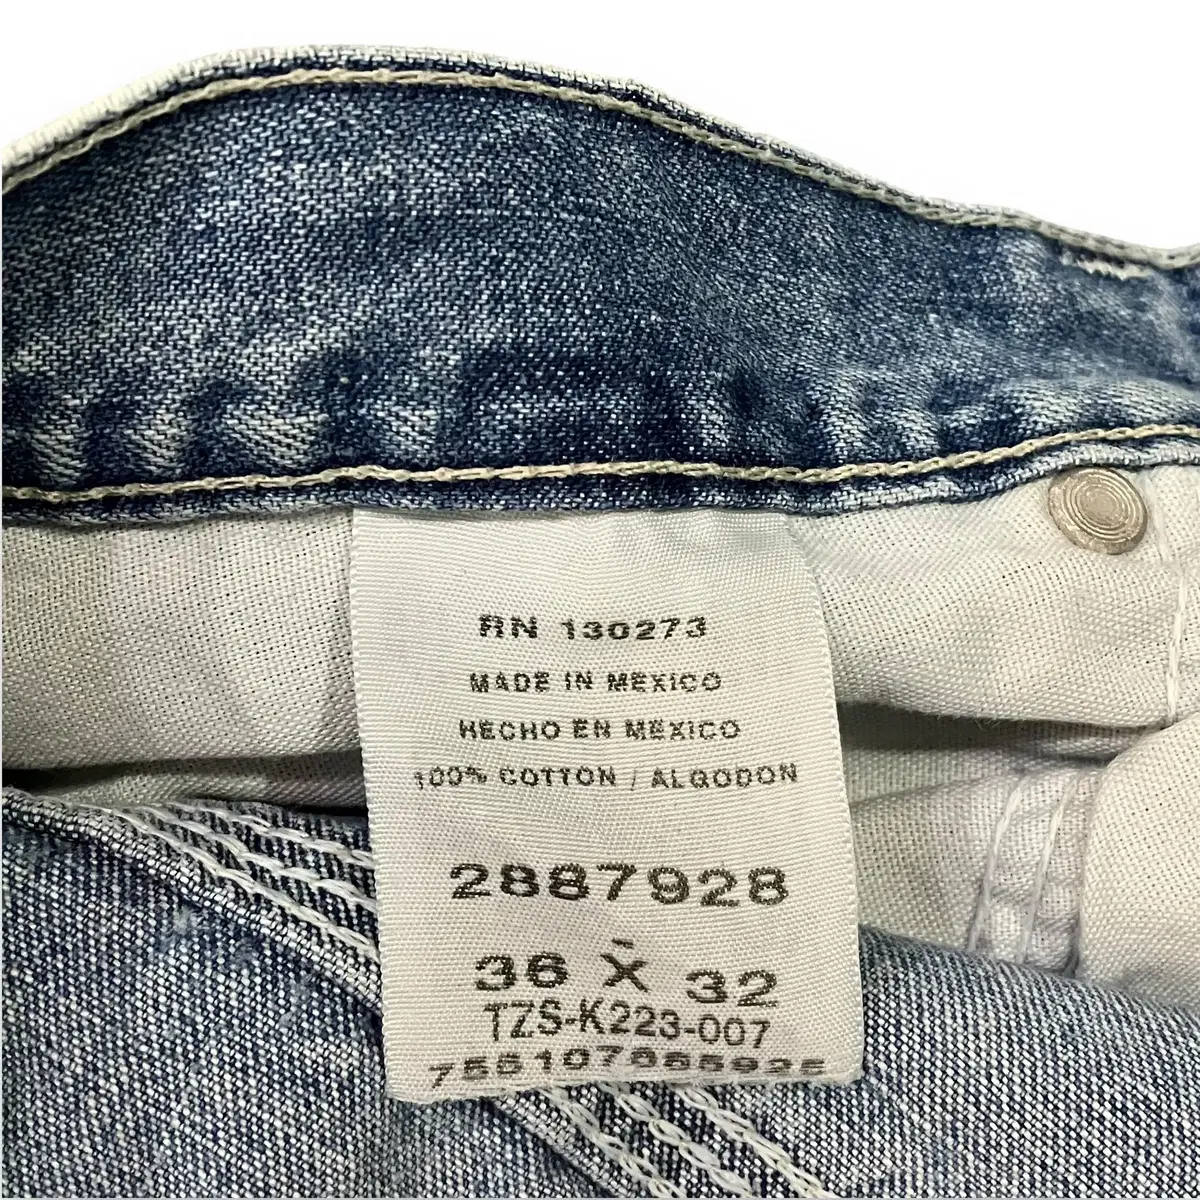 RN 130273
MADE IN MEXICO
HECHO EN MEXICO
100% COTTON / ALGODON
2887928
36 X 32
TZS-K223-007